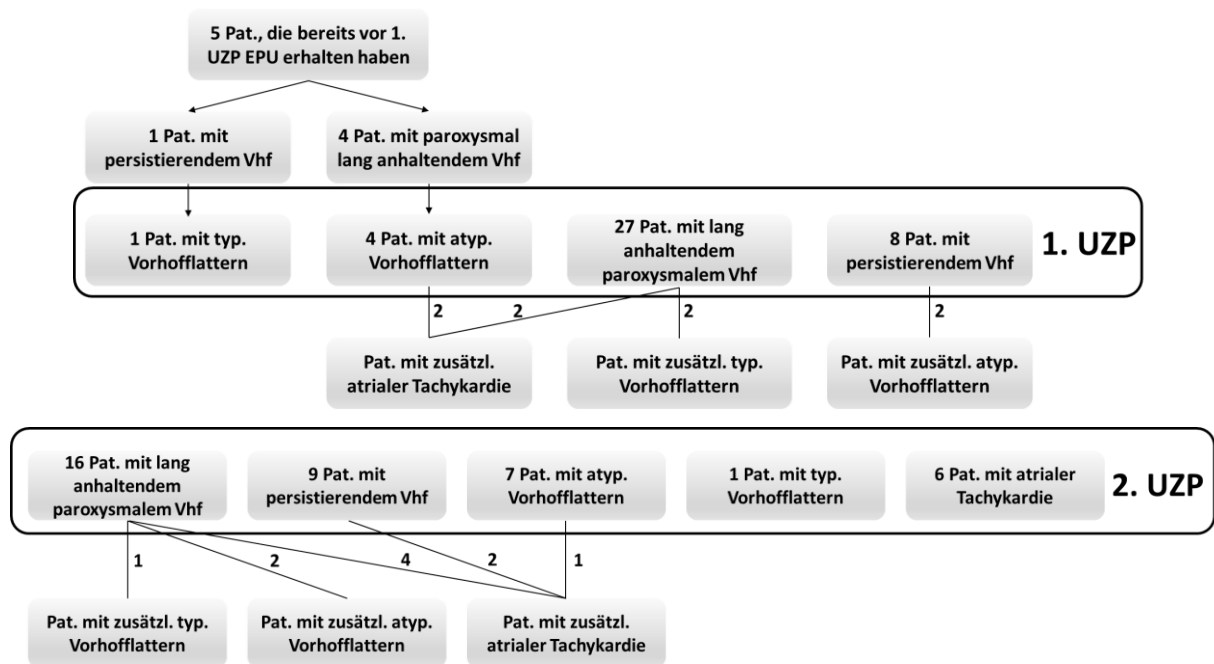 5 Pat., die bereits vor 1.
UZP EPU erhalten haben
1 Pat. mit
persistierendem Vhf
4 Pat. mit paroxysmal
lang anhaltendem Vhf
1 Pat. mit typ.
Vorhofflattern
4 Pat. mit atyp.
Vorhofflattern
27 Pat. mit lang
anhaltendem
paroxysmalem Vhf
8 Pat. mit
persistierendem Vhf
1. UZP
2
2
2
2
Pat. mit zusätzl.
atrialer Tachykardie
Pat. mit zusätzl. typ.
Vorhofflattern
Pat. mit zusätzl. atyp.
Vorhofflattern
16 Pat. mit lang
anhaltendem
paroxysmalem Vhf
9 Pat. mit
persistierendem Vhf
7 Pat. mit atyp.
Vorhofflattern
1 Pat. mit typ.
Vorhofflattern
6 Pat. mit atrialer
Tachykardie
2. UZP
1
2
4
2
1
Pat. mit zusätzl. typ.
Vorhofflattern
Pat. mit zusätzl. atyp.
Vorhofflattern
Pat. mit zusätzl.
atrialer Tachykardie